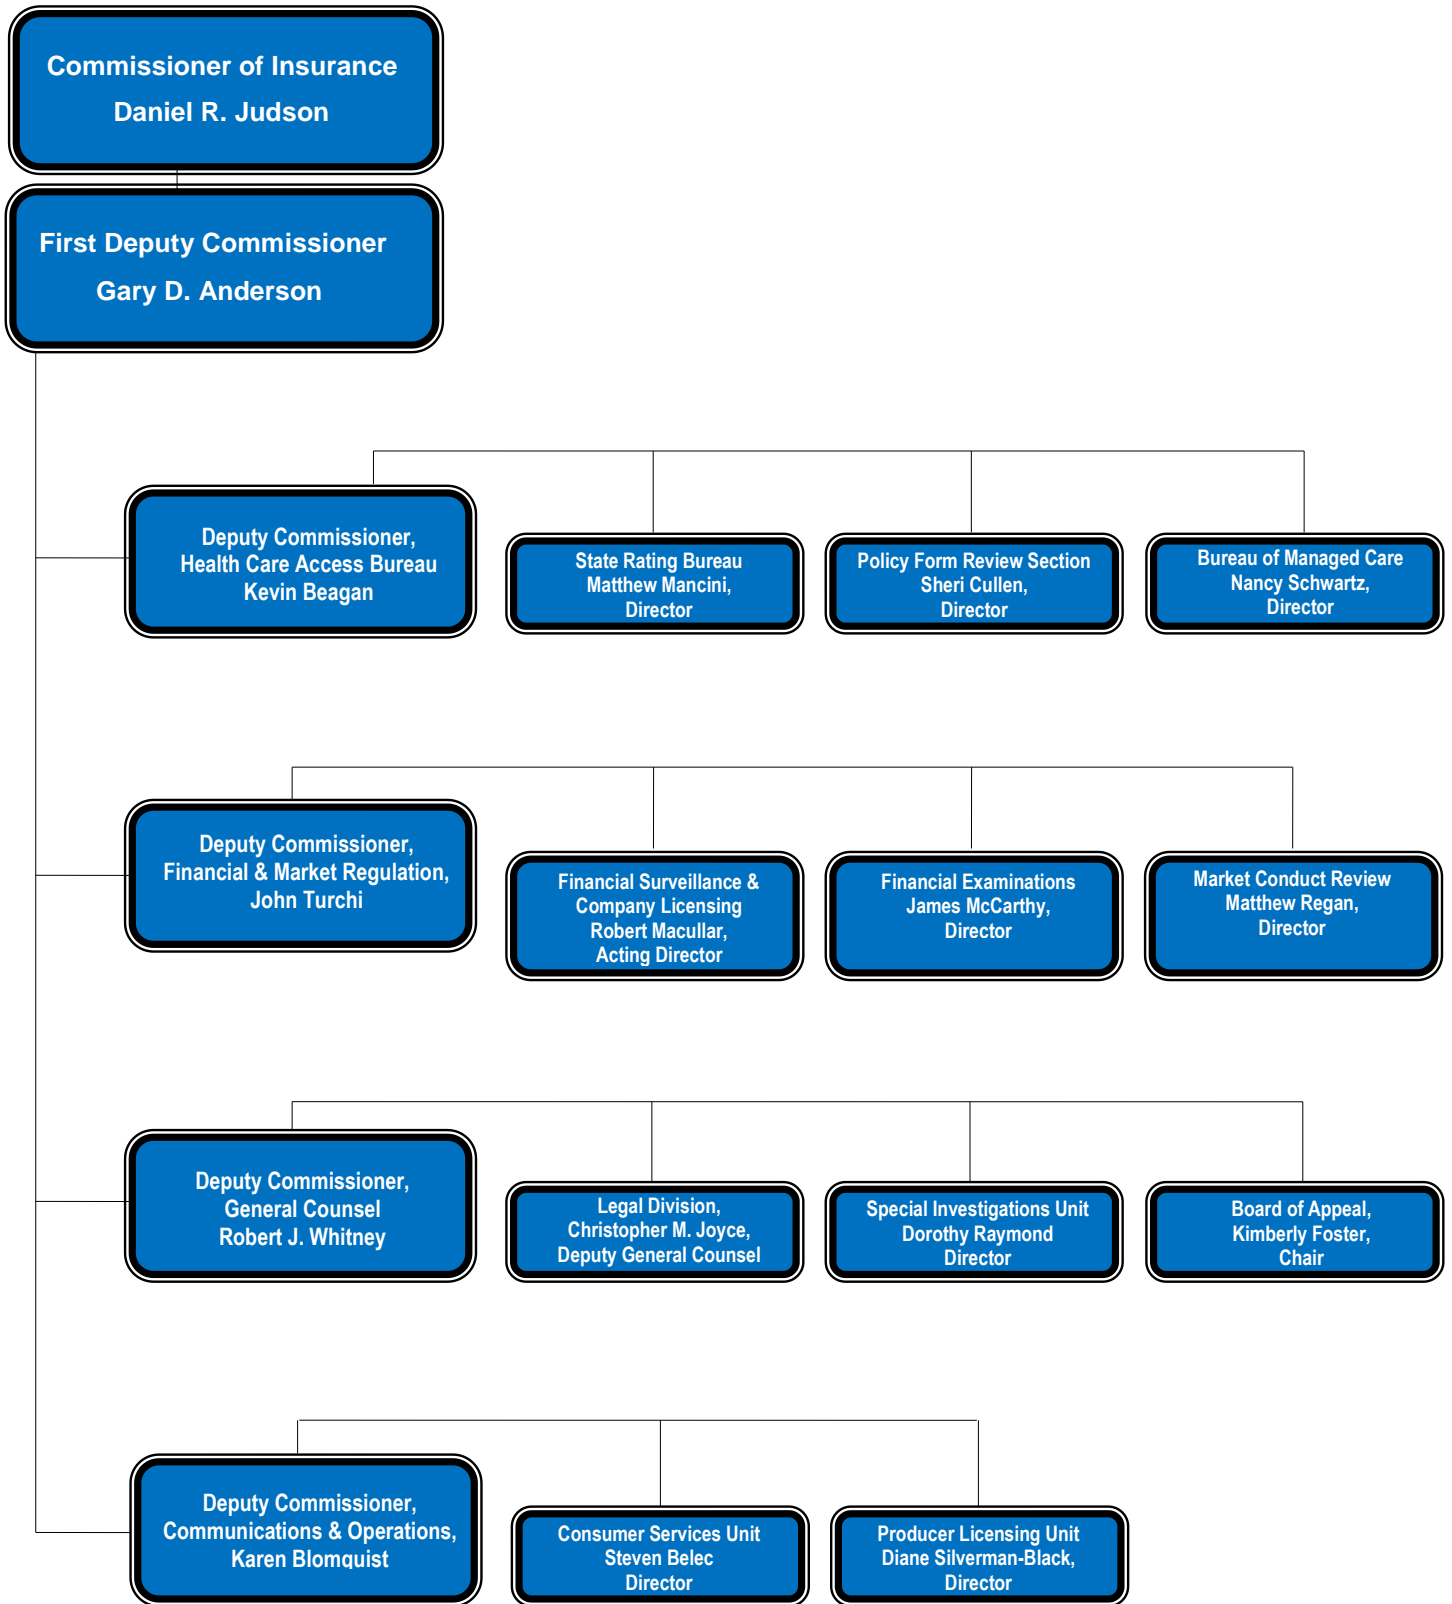 Commissioner of Insurance
Daniel R. Judson
First Deputy Commissioner
Gary D. Anderson
Deputy Commissioner,
Health Care Access Bureau
Kevin Beagan
State Rating Bureau
Matthew Mancini,
Director
Policy Form Review Section
Sheri Cullen,
Director
Bureau of Managed Care
Nancy Schwartz,
Director
Deputy Commissioner,
Financial & Market Regulation,
John Turchi
Financial Surveillance &
Company Licensing
Robert Macullar,
Acting Director
Financial Examinations
James McCarthy,
Director
Market Conduct Review
Matthew Regan,
Director
Deputy Commissioner,
General Counsel
Robert J. Whitney
Legal Division,
Christopher M. Joyce,
Deputy General Counsel
Special Investigations Unit
Dorothy Raymond
Director
Board of Appeal,
Kimberly Foster,
Chair
Deputy Commissioner,
Communications & Operations,
Karen Blomquist
Consumer Services Unit
Steven Belec
Director
Producer Licensing Unit
Diane Silverman-Black,
Director